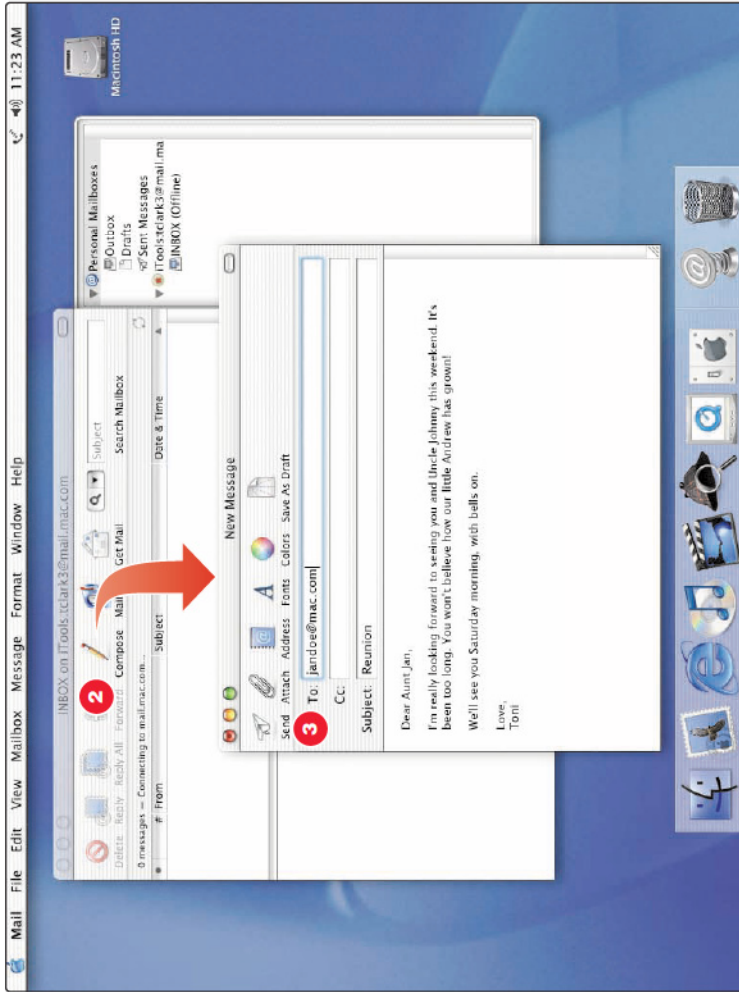 Mail File Edit View Mailbox Message Format Window Help 11:23 AM
Macintosh HD
INBOX on iTools:tclark3@mail.mac.com
Delete Reply Reply All Forward Compose Mail Get Mail Search Mailbox
Subject
2
0 messages — Connecting to mail.mac.com...
# From Subject Date & Time
Personal Mailboxes
Outbox
Drafts
Sent Messages
iTools:tclark3@mail.ma
INBOX (Offline)
New Message
Send Attach Address Fonts Colors Save As Draft
3
To: jandoe@mac.com
Cc:
Subject: Reunion
Dear Aunt Jan,
I'm really looking forward to seeing you and Uncle Johnny this weekend. It's
been too long. You won't believe how our little Andrew has grown!
We'll see you Saturday morning, with bells on.
Love,
Toni